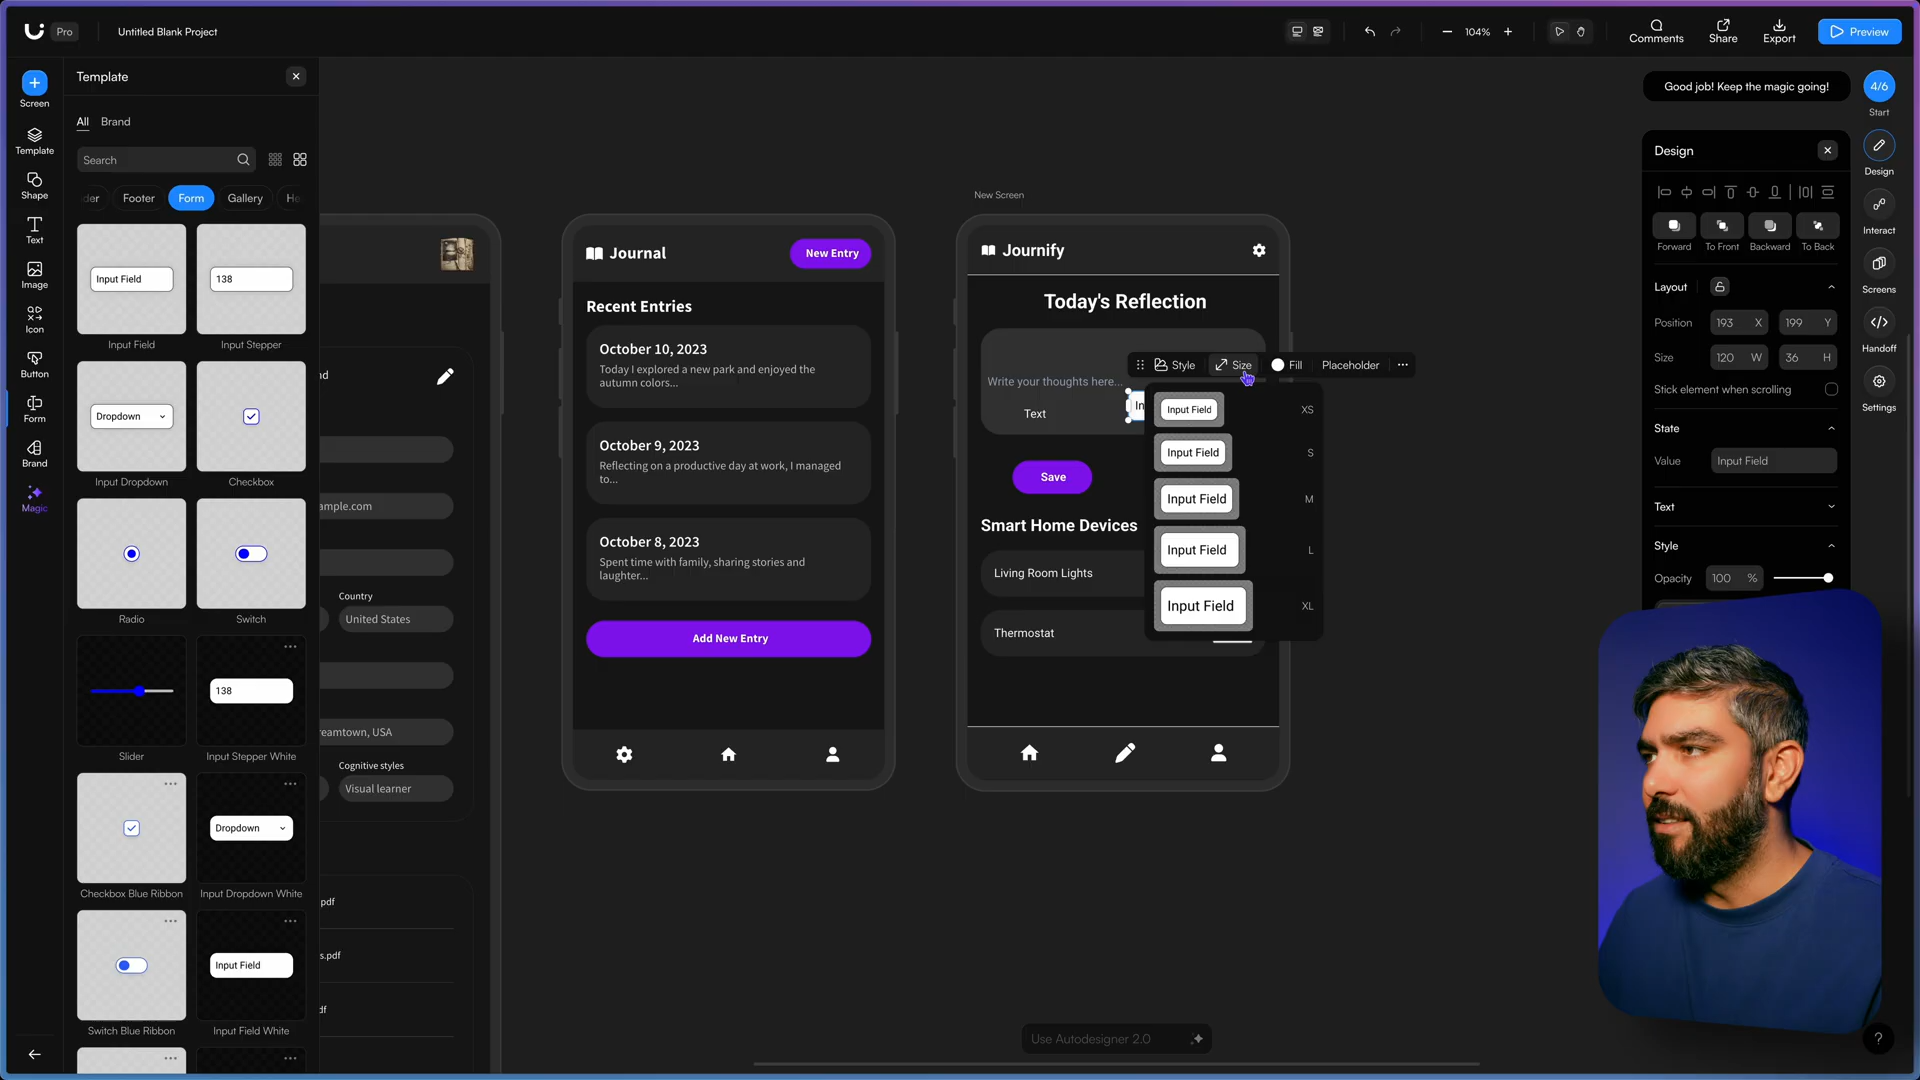 Pro
Untitled Blank Project
104%
Comments
Share
Export
Preview
Screen
Template
Shape
Text
Image
Icon
Button
Form
Brand
Magic
Template
All
Brand
Search
der
Footer
Form
Gallery
He
Input Field
138
Input Field
Input Stepper
Dropdown
Input Dropdown
Checkbox
Radio
Switch
138
Slider
Input Stepper White
Dropdown
Checkbox Blue Ribbon
Input Dropdown White
Input Field
Switch Blue Ribbon
Input Field White
nd
ample.com
Country
United States
reamtown, USA
Cognitive styles
Visual learner
.pdf
s.pdf
df
Journal
New Entry
Recent Entries
October 10, 2023
Today I explored a new park and enjoyed the
autumn colors...
October 9, 2023
Reflecting on a productive day at work, I managed
to...
October 8, 2023
Spent time with family, sharing stories and
laughter...
Add New Entry
New Screen
Journify
Today's Reflection
Write your thoughts here...
Text
In
Save
Smart Home Devices
Living Room Lights
Thermostat
Style
Size
Fill
Placeholder
Input Field
XS
Input Field
S
Input Field
M
Input Field
L
Input Field
XL
Use Autodesigner 2.0
Good job! Keep the magic going!
4/6
Start
Design
Interact
Screens
Handoff
Settings
Design
Forward
To Front
Backward
To Back
Layout
Position
193 X
199 Y
Size
120 W
36 H
Stick element when scrolling
State
Value
Input Field
Text
Style
Opacity
100 %
?